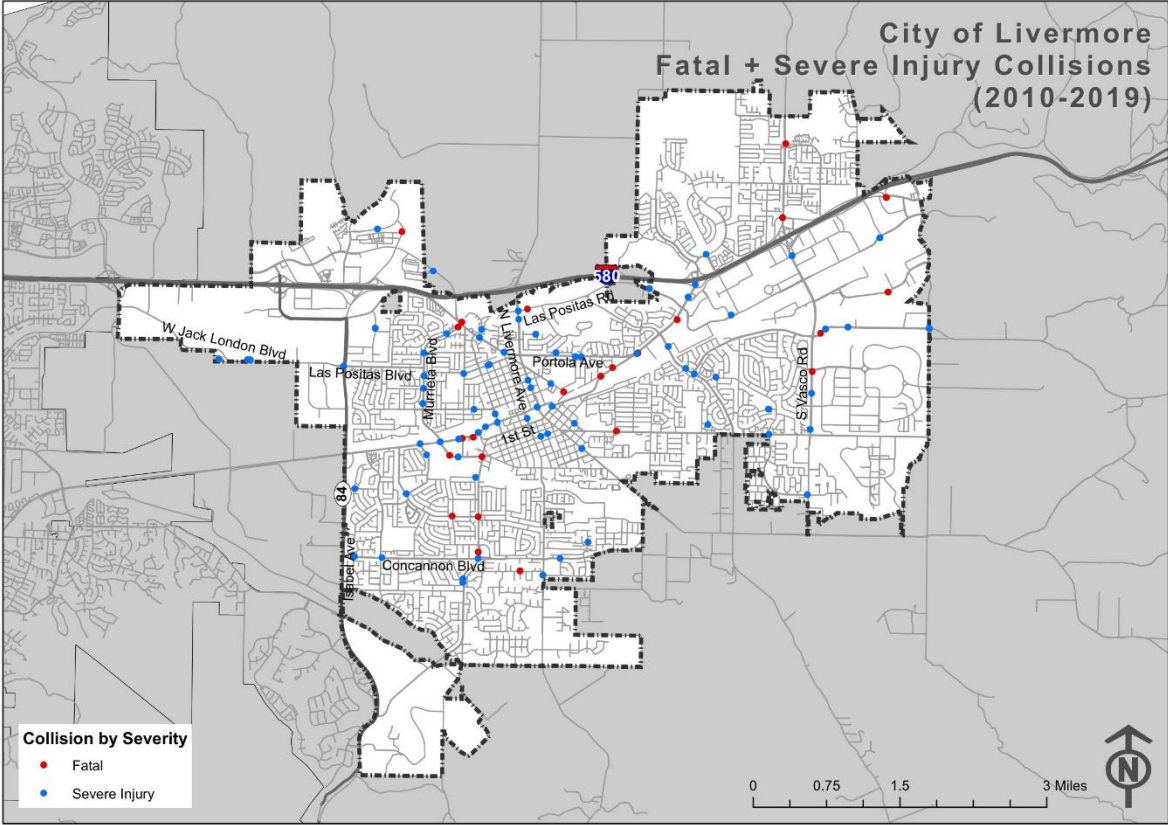 City of Livermore
Fatal + Severe Injury Collisions
(2010-2019)
580
Las Positas Rd
N Livermore Ave
W Jack London Blvd
Portola Ave
Las Positas Blvd
Murrieta Blvd
S Vasco Rd
1st St
84
Isabel Ave
Concannon Blvd
Collision by Severity
Fatal
Severe Injury
0 0.75 1.5 3 Miles
N